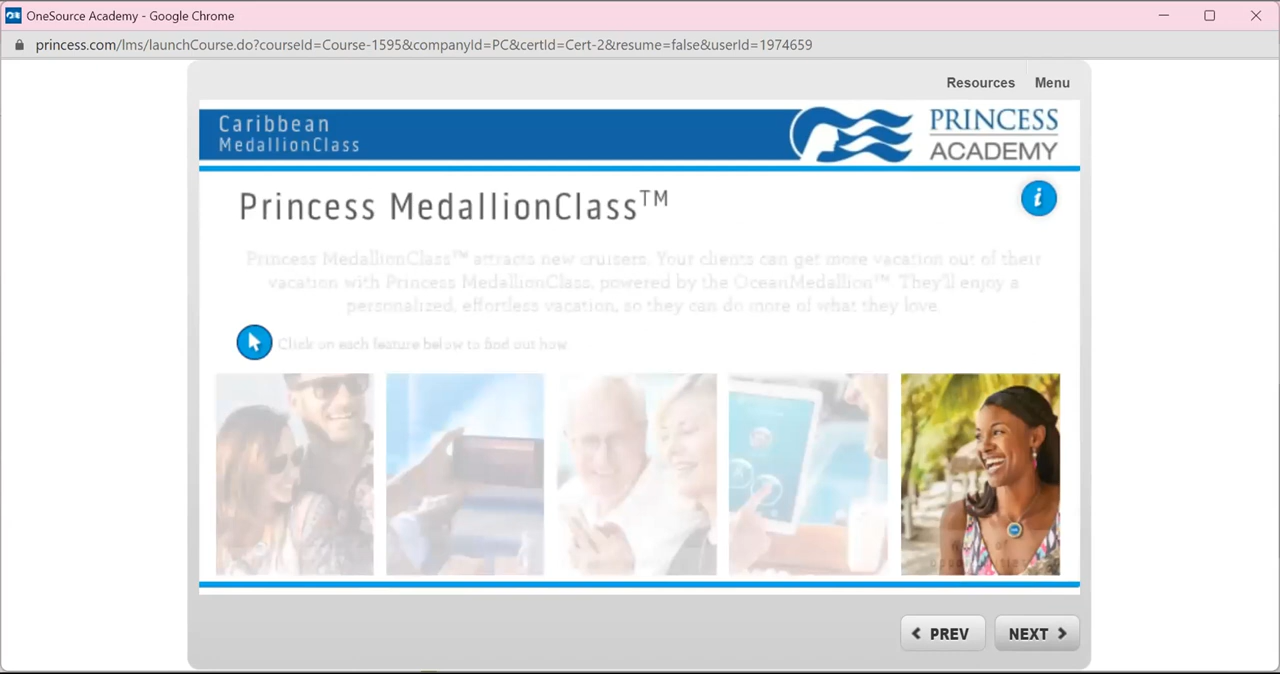 OneSource Academy - Google Chrome
princess.com/lms/launchCourse.do?courseId=Course-1595&companyId=PC&certId=Cert-2&resume=false&userId=1974659
Resources Menu
Caribbean
MedallionClass
PRINCESS
ACADEMY
Princess MedallionClass™
i
Princess MedallionClass™ attracts new cruisers. Your clients can get more vacation out of their
vacation with Princess MedallionClass, powered by the OceanMedallion™. They'll enjoy a
personalized, effortless vacation, so they can do more of what they love.
Click on each feature below to find out how.
PREV NEXT